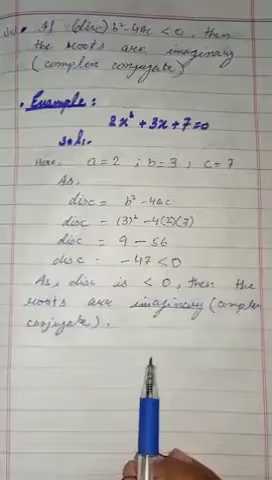 • If (disc) b² - 4ac < 0, then
the roots are imaginary
(complex conjugate)
• Example:
2x² + 3x + 7 = 0
Sol:.
Here. a = 2 ; b = 3 ; c = 7
As,
disc = b² - 4ac
disc = (3)² - 4(2)(7)
disc = 9 - 56
disc = -47 < 0
As, disc is < 0, then the
roots are imaginary (complex
conjugate).